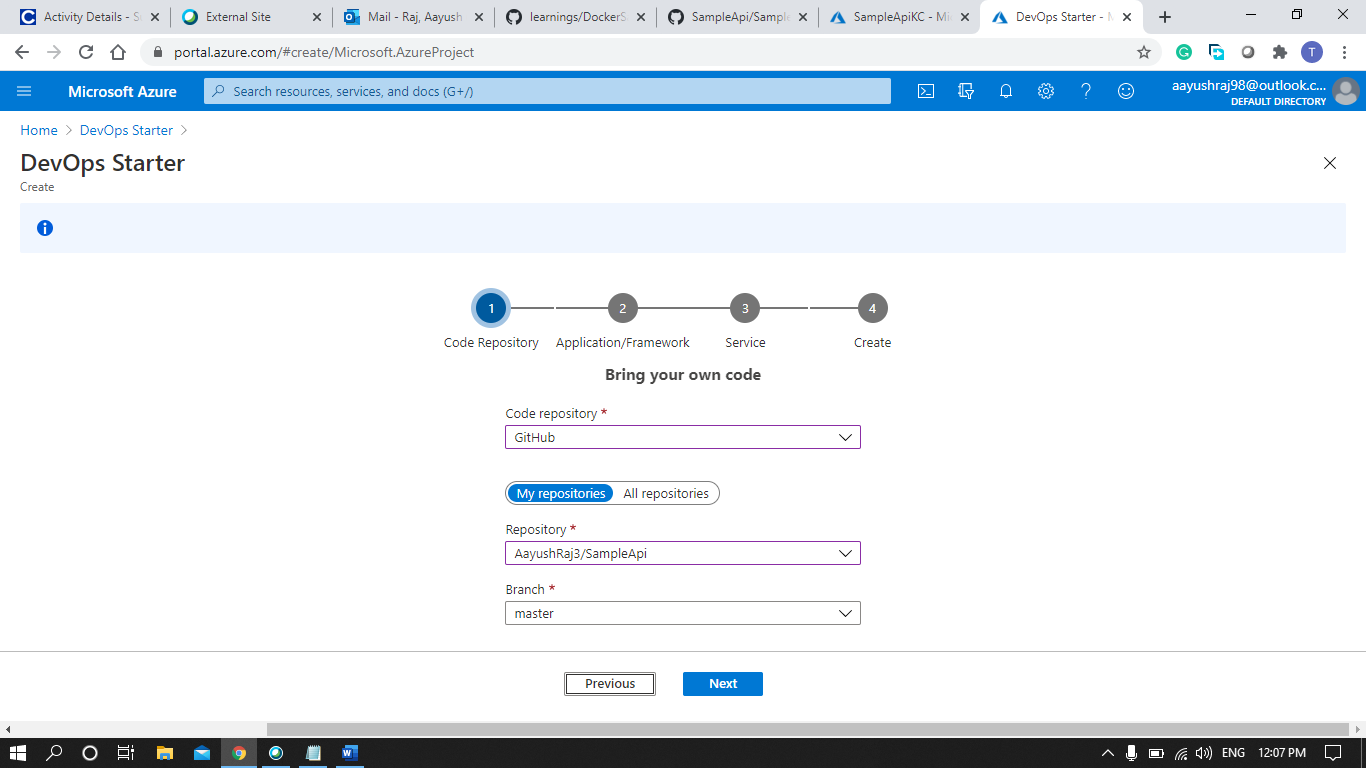 Activity Details - S
External Site
Mail - Raj, Aayush
learnings/DockerS
SampleApi/Sample
SampleApiKC - Mi
DevOps Starter - M
portal.azure.com/#create/Microsoft.AzureProject
T
Microsoft Azure
Search resources, services, and docs (G+/)
aayushraj98@outlook.c...
DEFAULT DIRECTORY
Home > DevOps Starter >
DevOps Starter
Create
1
2
3
4
Code Repository
Application/Framework
Service
Create
Bring your own code
Code repository *
GitHub
My repositories
All repositories
Repository *
AayushRaj3/SampleApi
Branch *
master
Previous
Next
ENG
12:07 PM